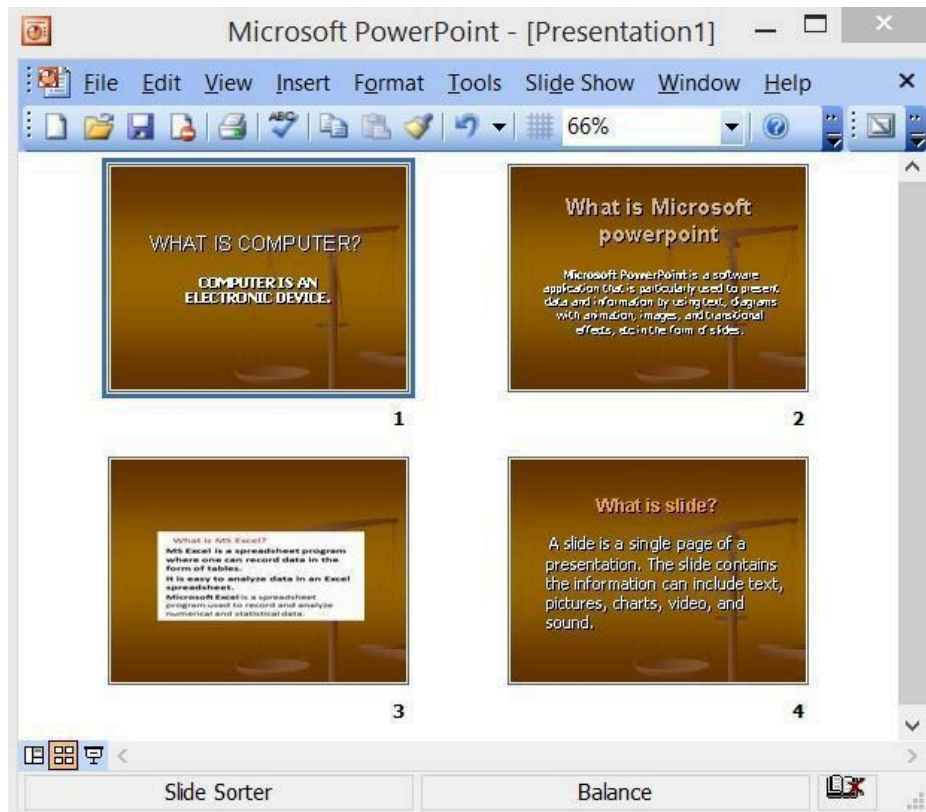 Microsoft PowerPoint - [Presentation1]
File Edit View Insert Format Tools Slide Show Window Help
ABC
66%
WHAT IS COMPUTER?
COMPUTER IS AN
ELECTRONIC DEVICE.
1
What is Microsoft
powerpoint
Microsoft PowerPoint is a software
application that is particularly used to present
data and information by using text, diagrams
with animation, images, and transitional
effects, etc in the form of slides.
2
What is MS Excel?
MS Excel is a spreadsheet program
where one can record data in the
form of tables.
It is easy to analyze data in an Excel
spreadsheet.
Microsoft Excel is a spreadsheet
program used to record and analyze
numerical and statistical data.
3
What is slide?
A slide is a single page of a
presentation. The slide contains
the information can include text,
pictures, charts, video, and
sound.
4
Slide Sorter
Balance